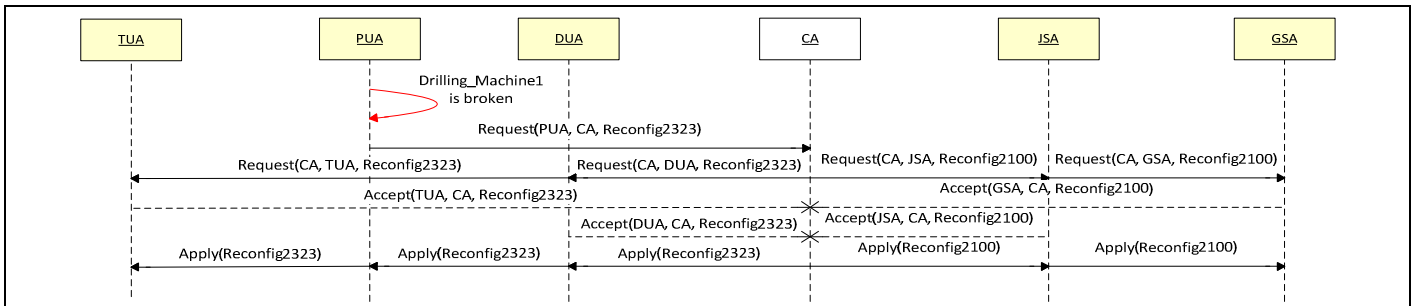 TUA
PUA
DUA
CA
JSA
GSA
Drilling_Machine1
is broken
Request(PUA, CA, Reconfig2323)
Request(CA, TUA, Reconfig2323)
Request(CA, DUA, Reconfig2323)
Request(CA, JSA, Reconfig2100)
Request(CA, GSA, Reconfig2100)
Accept(TUA, CA, Reconfig2323)
Accept(GSA, CA, Reconfig2100)
Accept(DUA, CA, Reconfig2323)
Accept(JSA, CA, Reconfig2100)
Apply(Reconfig2323)
Apply(Reconfig2323)
Apply(Reconfig2323)
Apply(Reconfig2100)
Apply(Reconfig2100)